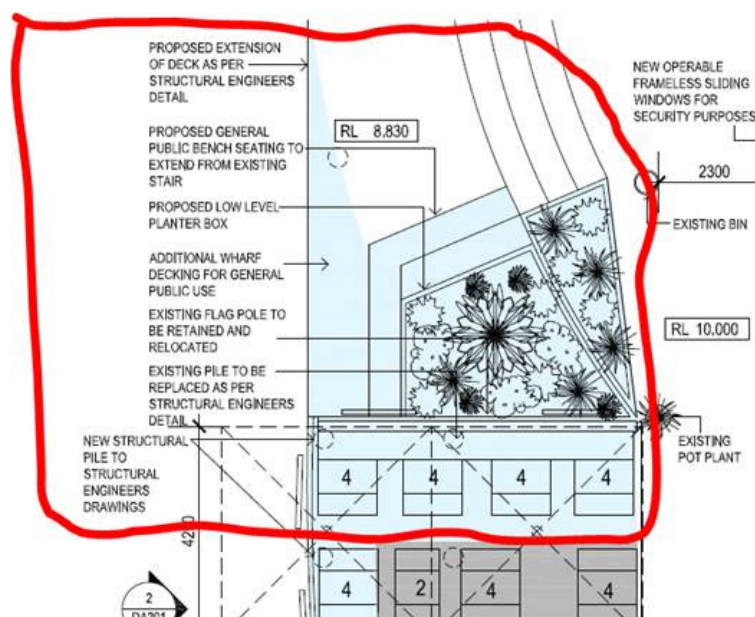 PROPOSED EXTENSION
OF DECK AS PER
STRUCTURAL ENGINEERS
DETAIL
PROPOSED GENERAL
PUBLIC BENCH SEATING TO
EXTEND FROM EXISTING
STAIR
PROPOSED LOW LEVEL
PLANTER BOX
ADDITIONAL WHARF
DECKING FOR GENERAL
PUBLIC USE
EXISTING FLAG POLE TO
BE RETAINED AND
RELOCATED
EXISTING PILE TO BE
REPLACED AS PER
STRUCTURAL ENGINEERS
DETAIL
NEW STRUCTURAL
PILE TO
STRUCTURAL
ENGINEERS
DRAWINGS
RL 8.830
NEW OPERABLE
FRAMELESS SLIDING
WINDOWS FOR
SECURITY PURPOSES
2300
EXISTING BIN
RL 10.000
EXISTING
POT PLANT
4 4 4 4
4 2 4 4
2